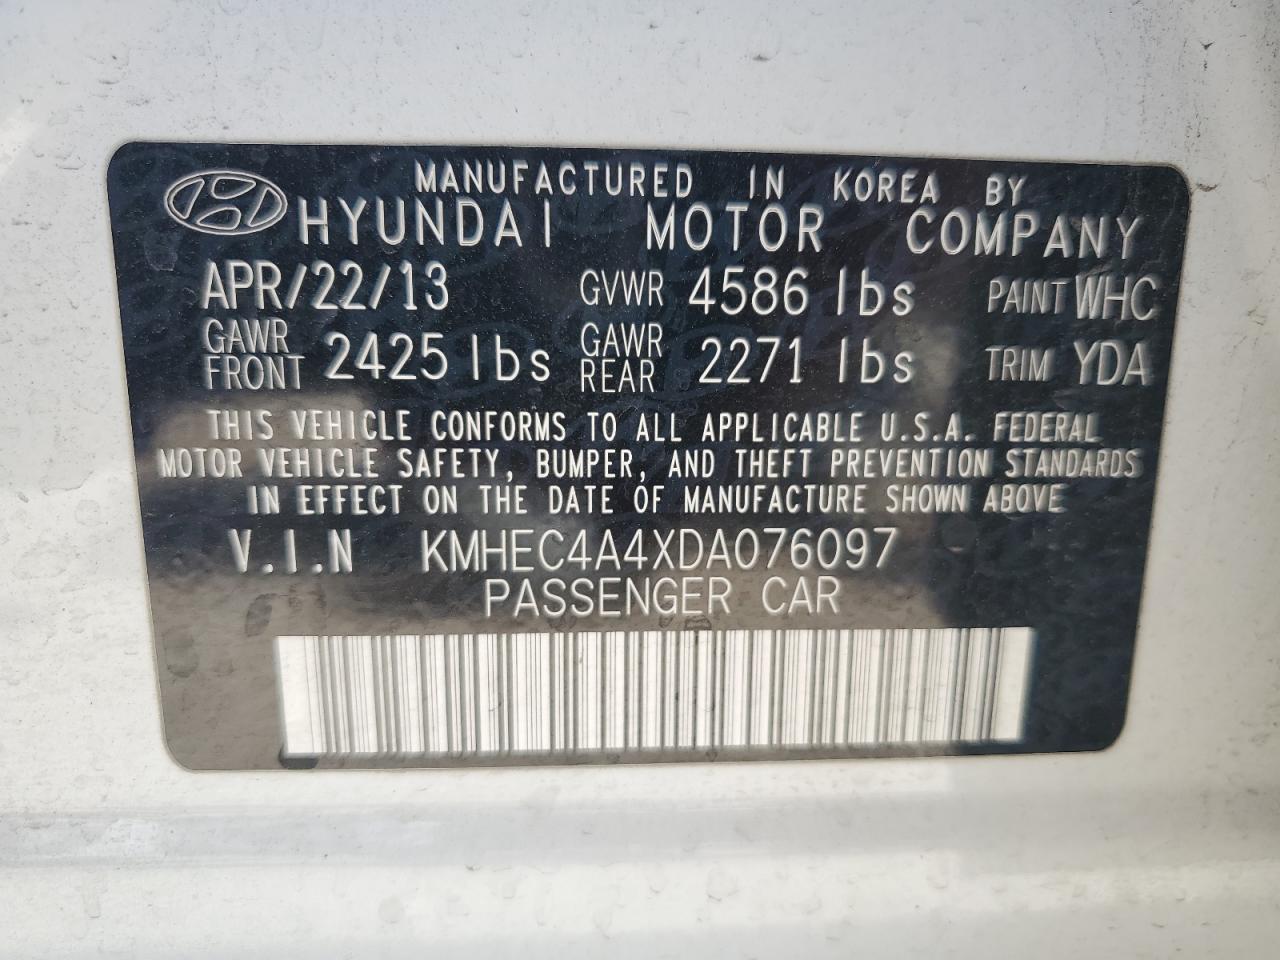 MANUFACTURED IN KOREA BY
HYUNDAI MOTOR COMPANY
APR/22/13 GVWR 4586 lbs PAINT WHC
GAWR FRONT 2425 lbs GAWR REAR 2271 lbs TRIM YDA
THIS VEHICLE CONFORMS TO ALL APPLICABLE U.S.A. FEDERAL
MOTOR VEHICLE SAFETY, BUMPER, AND THEFT PREVENTION STANDARDS
IN EFFECT ON THE DATE OF MANUFACTURE SHOWN ABOVE
V.I.N KMHEC4A4XDA076097
PASSENGER CAR